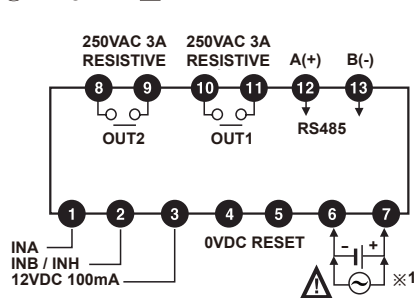 250VAC 3A 250VAC 3A
RESISTIVE RESISTIVE A(+) B(-)
8 9 10 11 12 13
OUT2 OUT1 RS485
1 2 3 4 5 6 7
INA 0VDC RESET - +
INB / INH
12VDC 100mA ※1